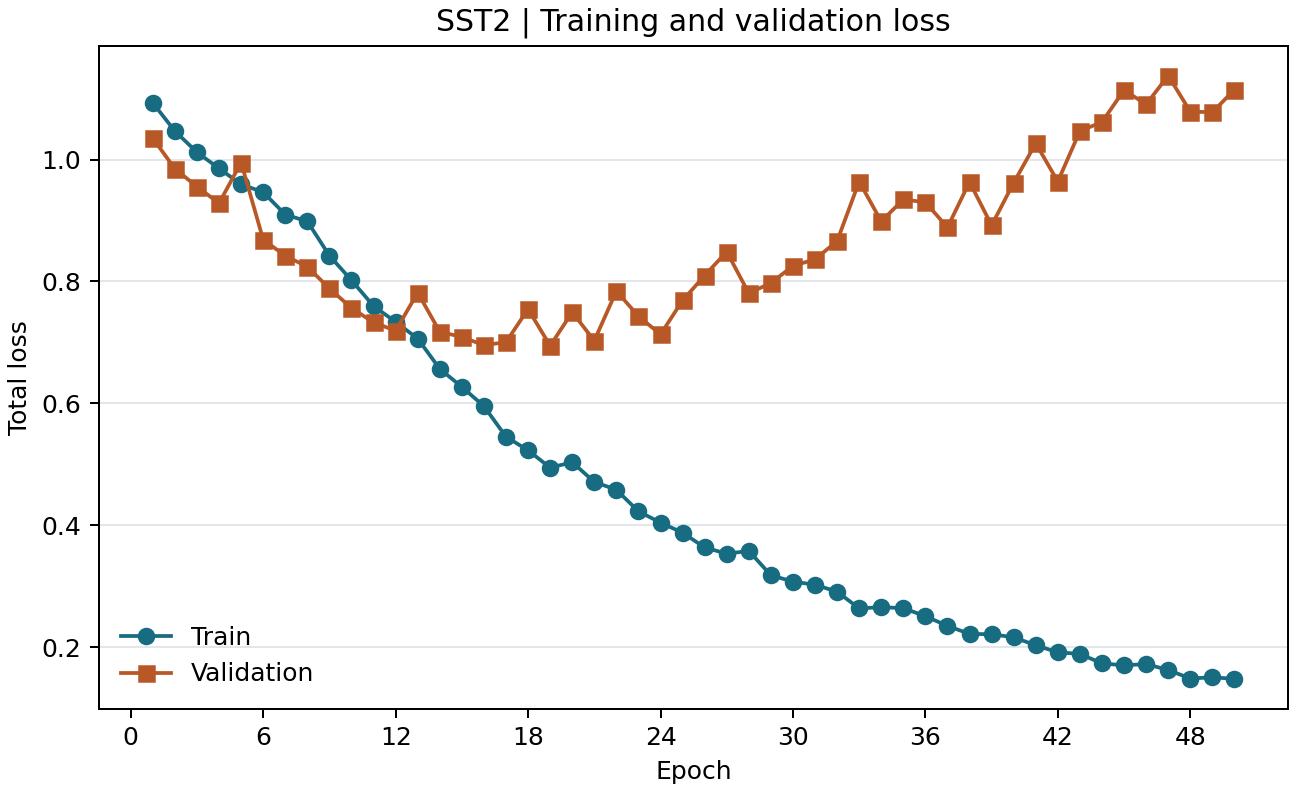 SST2 | Training and validation loss
Total loss
1.0
0.8
0.6
0.4
0.2
Train
Validation
0 6 12 18 24 30 36 42 48
Epoch